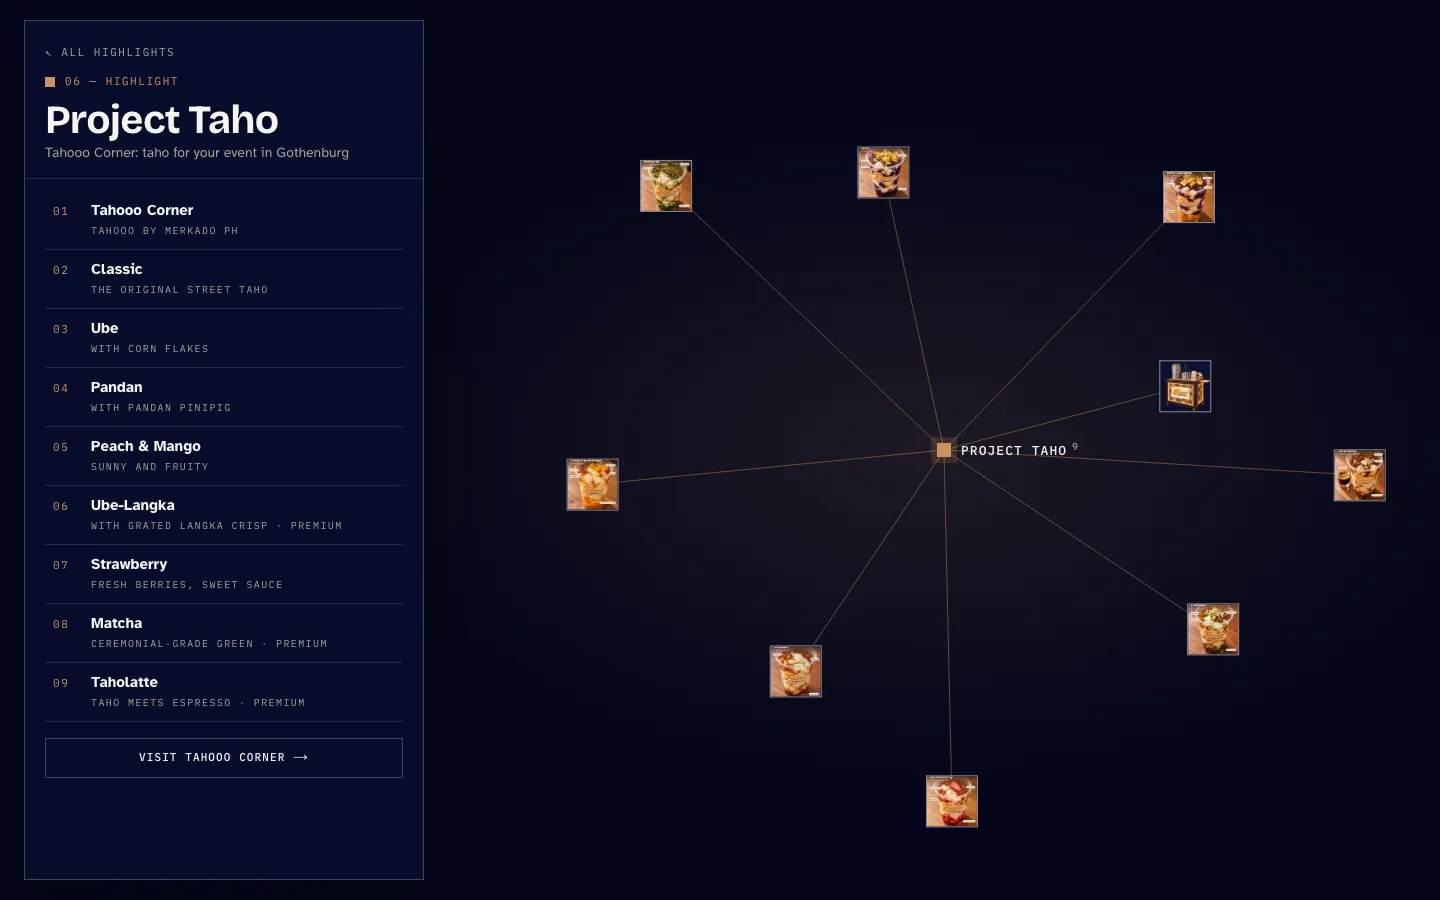 ↖ ALL HIGHLIGHTS
06 — HIGHLIGHT
Project Taho
Tahooo Corner: taho for your event in Gothenburg
01 Tahooo Corner
TAHOOO BY MERKADO PH
02 Classic
THE ORIGINAL STREET TAHO
03 Ube
WITH CORN FLAKES
04 Pandan
WITH PANDAN PINIPIG
05 Peach & Mango
SUNNY AND FRUITY
06 Ube-Langka
WITH GRATED LANGKA CRISP · PREMIUM
07 Strawberry
FRESH BERRIES, SWEET SAUCE
08 Matcha
CEREMONIAL-GRADE GREEN · PREMIUM
09 Taholatte
TAHO MEETS ESPRESSO · PREMIUM
VISIT TAHOOO CORNER →
PROJECT TAHO 9